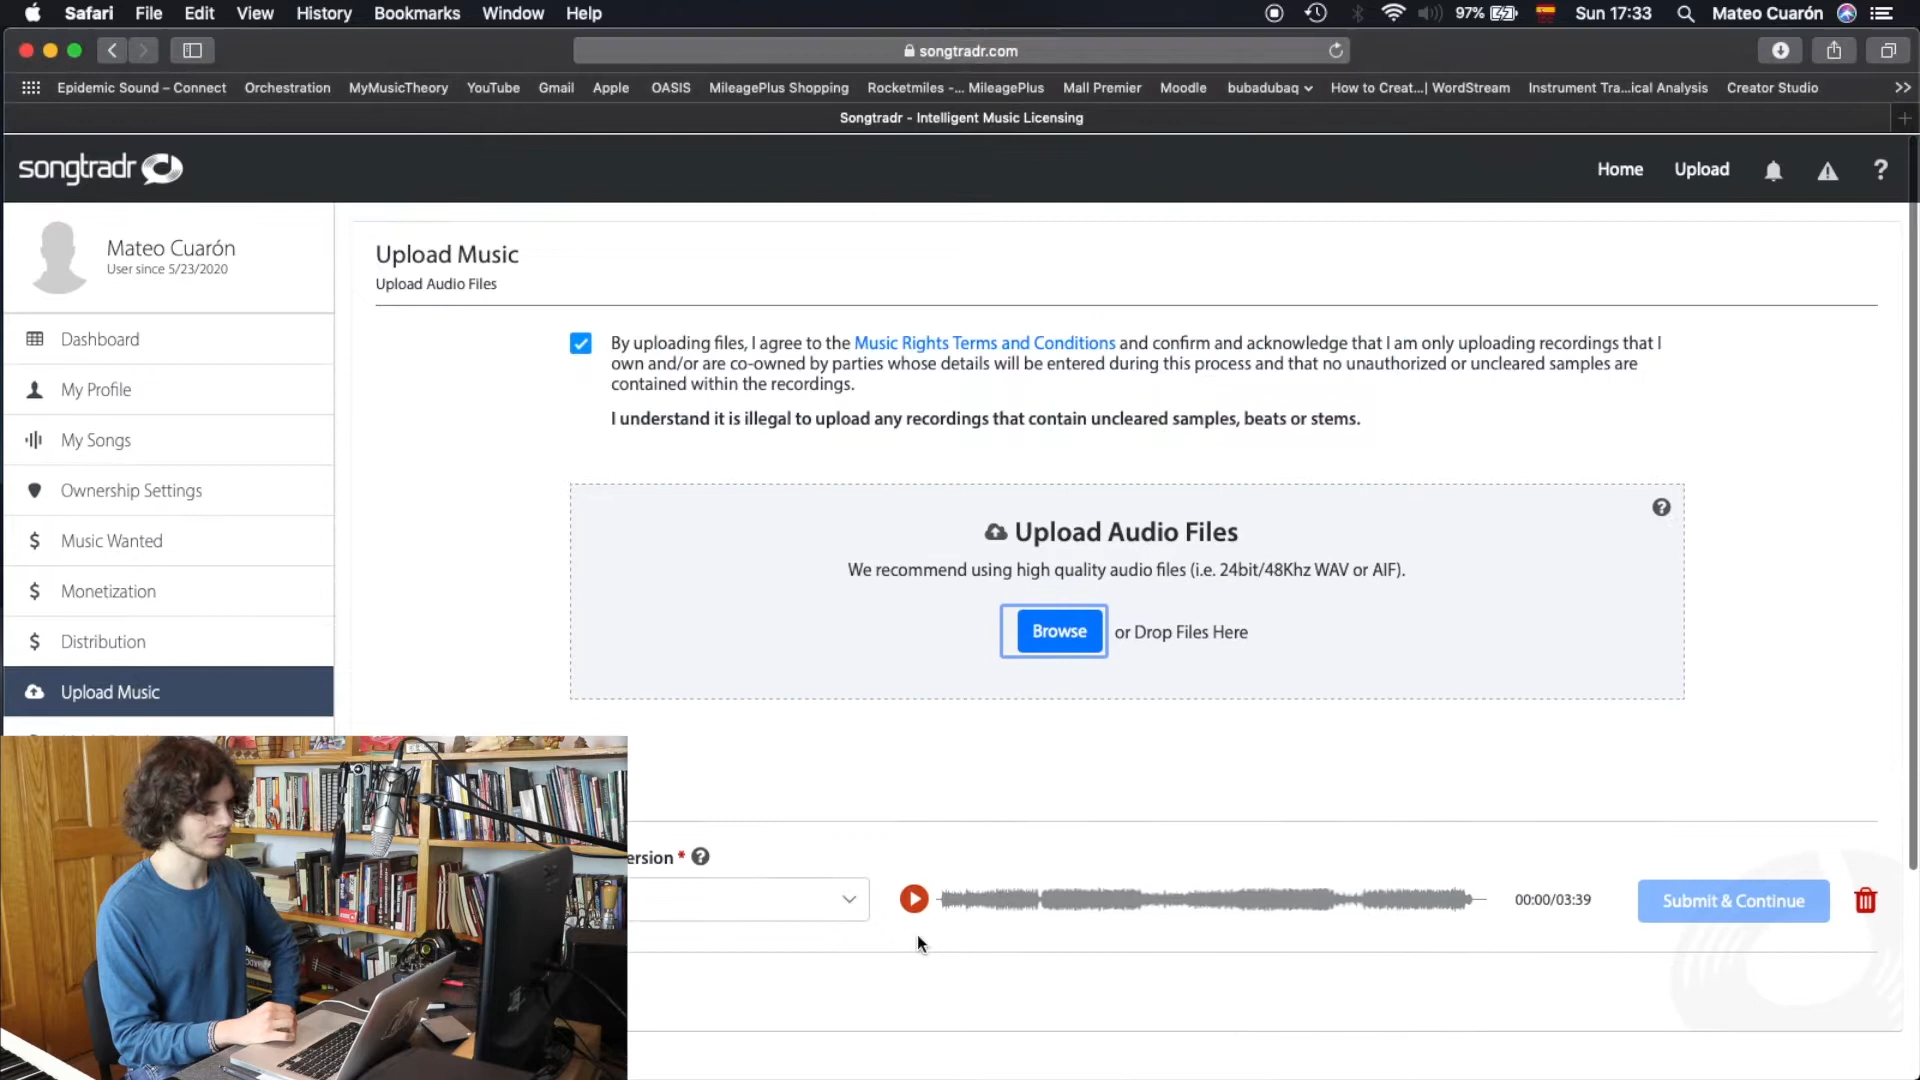 Safari File Edit View History Bookmarks Window Help 97% Sun 17:33 Mateo Cuarón
songtradr.com
Epidemic Sound – Connect Orchestration MyMusicTheory YouTube Gmail Apple OASIS MileagePlus Shopping Rocketmiles -... MileagePlus Mall Premier Moodle bubadubaq How to Creat...| WordStream Instrument Tra...ical Analysis Creator Studio
Songtradr - Intelligent Music Licensing
songtradr Home Upload ?
Mateo Cuarón
User since 5/23/2020
Dashboard
My Profile
My Songs
Ownership Settings
$ Music Wanted
$ Monetization
$ Distribution
Upload Music
Upload Music
Upload Audio Files
By uploading files, I agree to the Music Rights Terms and Conditions and confirm and acknowledge that I am only uploading recordings that I
own and/or are co-owned by parties whose details will be entered during this process and that no unauthorized or uncleared samples are
contained within the recordings.
I understand it is illegal to upload any recordings that contain uncleared samples, beats or stems.
?
Upload Audio Files
We recommend using high quality audio files (i.e. 24bit/48Khz WAV or AIF).
Browse or Drop Files Here
ersion * ?
00:00/03:39 Submit & Continue